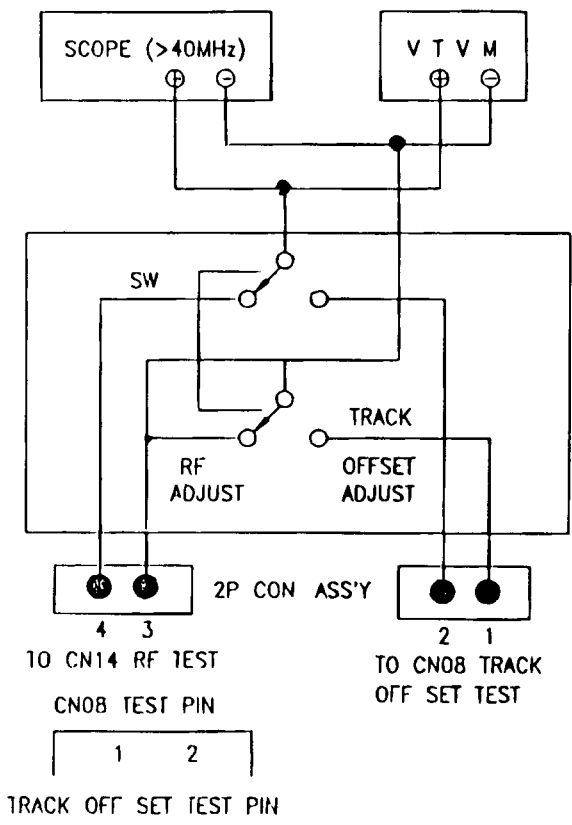 SCOPE (>40MHz)
V T V M
SW
TRACK
RF
ADJUST
OFFSET
ADJUST
2P CON ASS'Y
4 3
TO CN14 RF TEST
2 1
TO CN08 TRACK
OFF SET TEST
CN08 TEST PIN
1 2
TRACK OFF SET TEST PIN